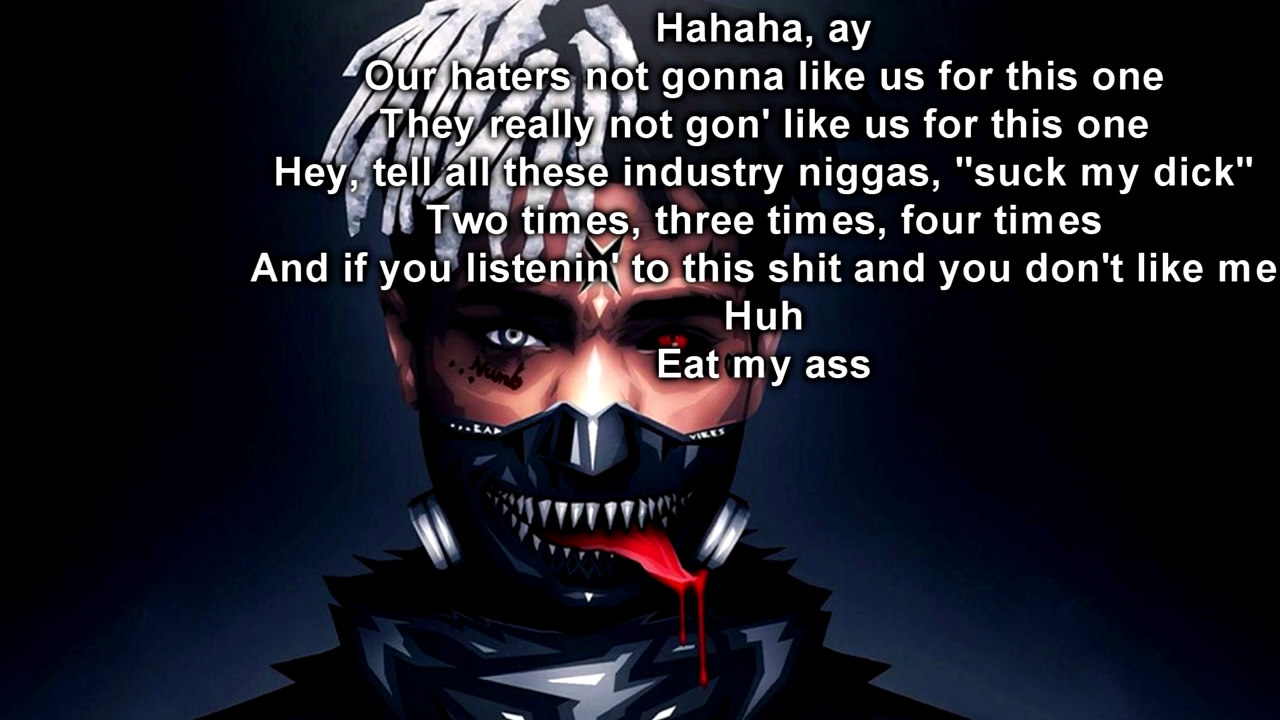 Hahaha, ay
Our haters not gonna like us for this one
They really not gon' like us for this one
Hey, tell all these industry niggas, "suck my dick"
Two times, three times, four times
And if you listenin' to this shit and you don't like me
Huh
Eat my ass
Numb